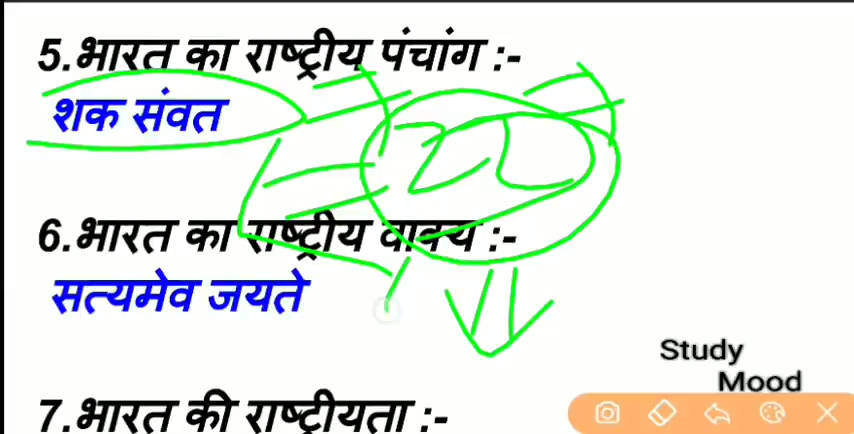 5.भारत का राष्ट्रीय पंचांग :-
शक संवत
6.भारत का राष्ट्रीय वाक्य :-
सत्यमेव जयते
Study
Mood
7.भारत की राष्ट्रीयता :-